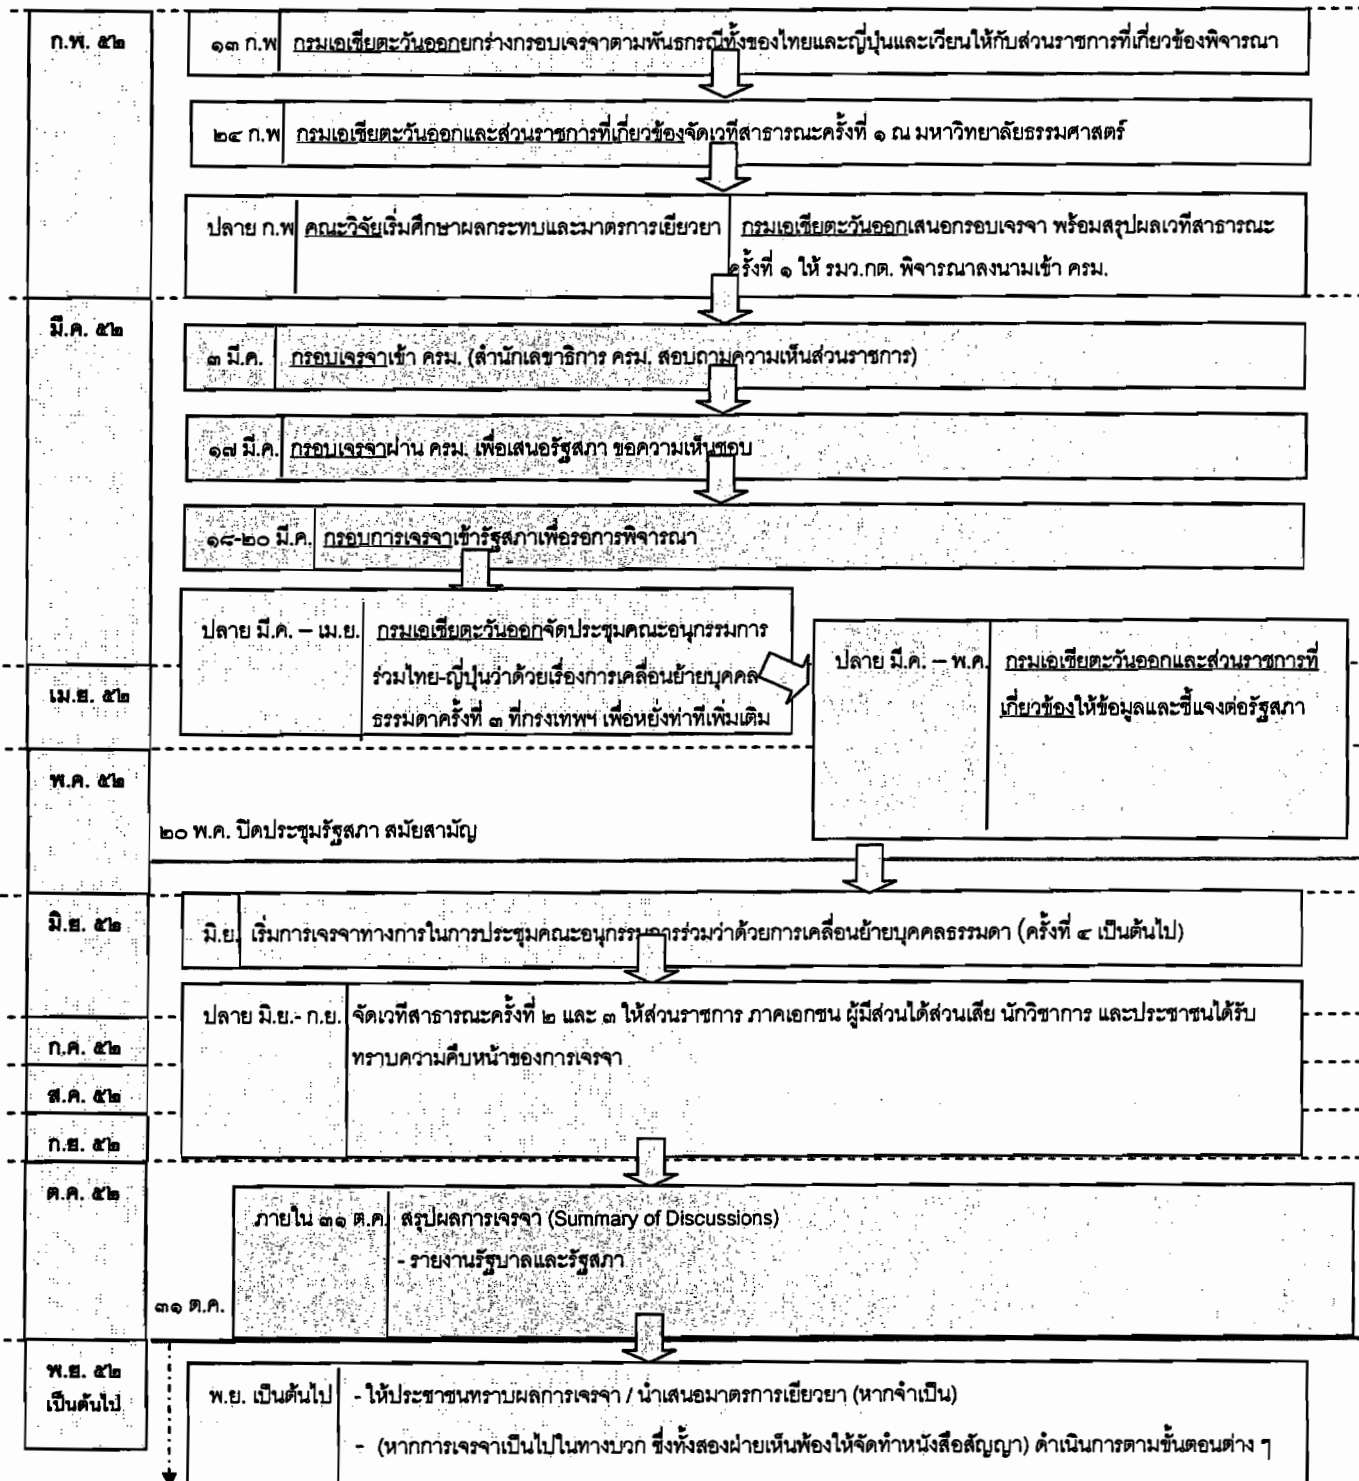 ก.พ. ๕๒
๑๓ ก.พ กรมเอเชียตะวันออกยกร่างกรอบเจรจาตามพันธกรณีทั้งของไทยและญี่ปุ่นและเวียนให้กับส่วนราชการที่เกี่ยวข้องพิจารณา
๒๔ ก.พ กรมเอเชียตะวันออกและส่วนราชการที่เกี่ยวข้องจัดเวทีสาธารณะครั้งที่ ๑ ณ มหาวิทยาลัยธรรมศาสตร์
ปลาย ก.พ คณะวิจัยเริ่มศึกษาผลกระทบและมาตรการเยียวยา
กรมเอเชียตะวันออกเสนอกรอบเจรจา พร้อมสรุปผลเวทีสาธารณะ
ครั้งที่ ๑ ให้ รมว.กต. พิจารณาลงนามเข้า ครม.
มี.ค. ๕๒
๓ มี.ค. กรอบเจรจาเข้า ครม. (สำนักเลขาธิการ ครม. สอบถามความเห็นส่วนราชการ)
๑๗ มี.ค. กรอบเจรจาผ่าน ครม. เพื่อเสนอรัฐสภา ขอความเห็นชอบ
๑๘-๒๐ มี.ค. กรอบการเจรจาเข้ารัฐสภาเพื่อรอการพิจารณา
ปลาย มี.ค. – เม.ย. กรมเอเชียตะวันออกจัดประชุมคณะอนุกรรมการ
ร่วมไทย-ญี่ปุ่นว่าด้วยเรื่องการเคลื่อนย้ายบุคคล
ธรรมดาครั้งที่ ๓ ที่กรุงเทพฯ เพื่อหยั่งท่าทีเพิ่มเติม
ปลาย มี.ค. – พ.ค. กรมเอเชียตะวันออกและส่วนราชการที่
เกี่ยวข้องให้ข้อมูลและชี้แจงต่อรัฐสภา
เม.ย. ๕๒
พ.ค. ๕๒
๒๐ พ.ค. ปิดประชุมรัฐสภา สมัยสามัญ
มิ.ย. ๕๒
มิ.ย. เริ่มการเจรจาทางการในการประชุมคณะอนุกรรมการร่วมว่าด้วยการเคลื่อนย้ายบุคคลธรรมดา (ครั้งที่ ๔ เป็นต้นไป)
ปลาย มิ.ย.- ก.ย. จัดเวทีสาธารณะครั้งที่ ๒ และ ๓ ให้ส่วนราชการ ภาคเอกชน ผู้มีส่วนได้ส่วนเสีย นักวิชาการ และประชาชนได้รับ
ทราบความคืบหน้าของการเจรจา
ก.ค. ๕๒
ส.ค. ๕๒
ก.ย. ๕๒
ต.ค. ๕๒
ภายใน ๓๑ ต.ค. สรุปผลการเจรจา (Summary of Discussions)
- รายงานรัฐบาลและรัฐสภา
๓๑ ต.ค.
พ.ย. ๕๒
เป็นต้นไป
พ.ย. เป็นต้นไป - ให้ประชาชนทราบผลการเจรจา / นำเสนอมาตรการเยียวยา (หากจำเป็น)
- (หากการเจรจาเป็นไปในทางบวก ซึ่งทั้งสองฝ่ายเห็นพ้องให้จัดทำหนังสือสัญญา) ดำเนินการตามขั้นตอนต่าง ๆ